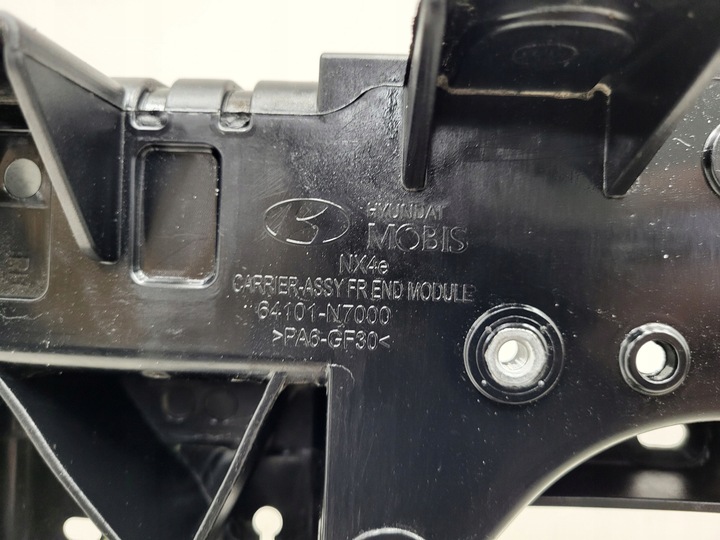 HYUNDAI
MOBIS
NX4e
CARRIER-ASSY FR END MODULE
64101-N7000
>PA6-GF30<